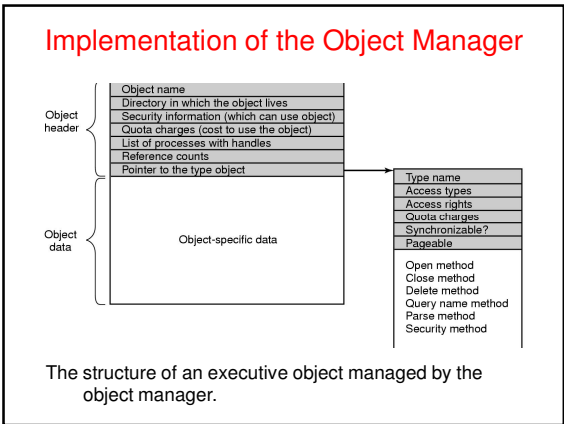 Implementation of the Object Manager
Object header
Object name
Directory in which the object lives
Security information (which can use object)
Quota charges (cost to use the object)
List of processes with handles
Reference counts
Pointer to the type object
Object data
Object-specific data
Type name
Access types
Access rights
Quota charges
Synchronizable?
Pageable
Open method
Close method
Delete method
Query name method
Parse method
Security method
The structure of an executive object managed by the
object manager.